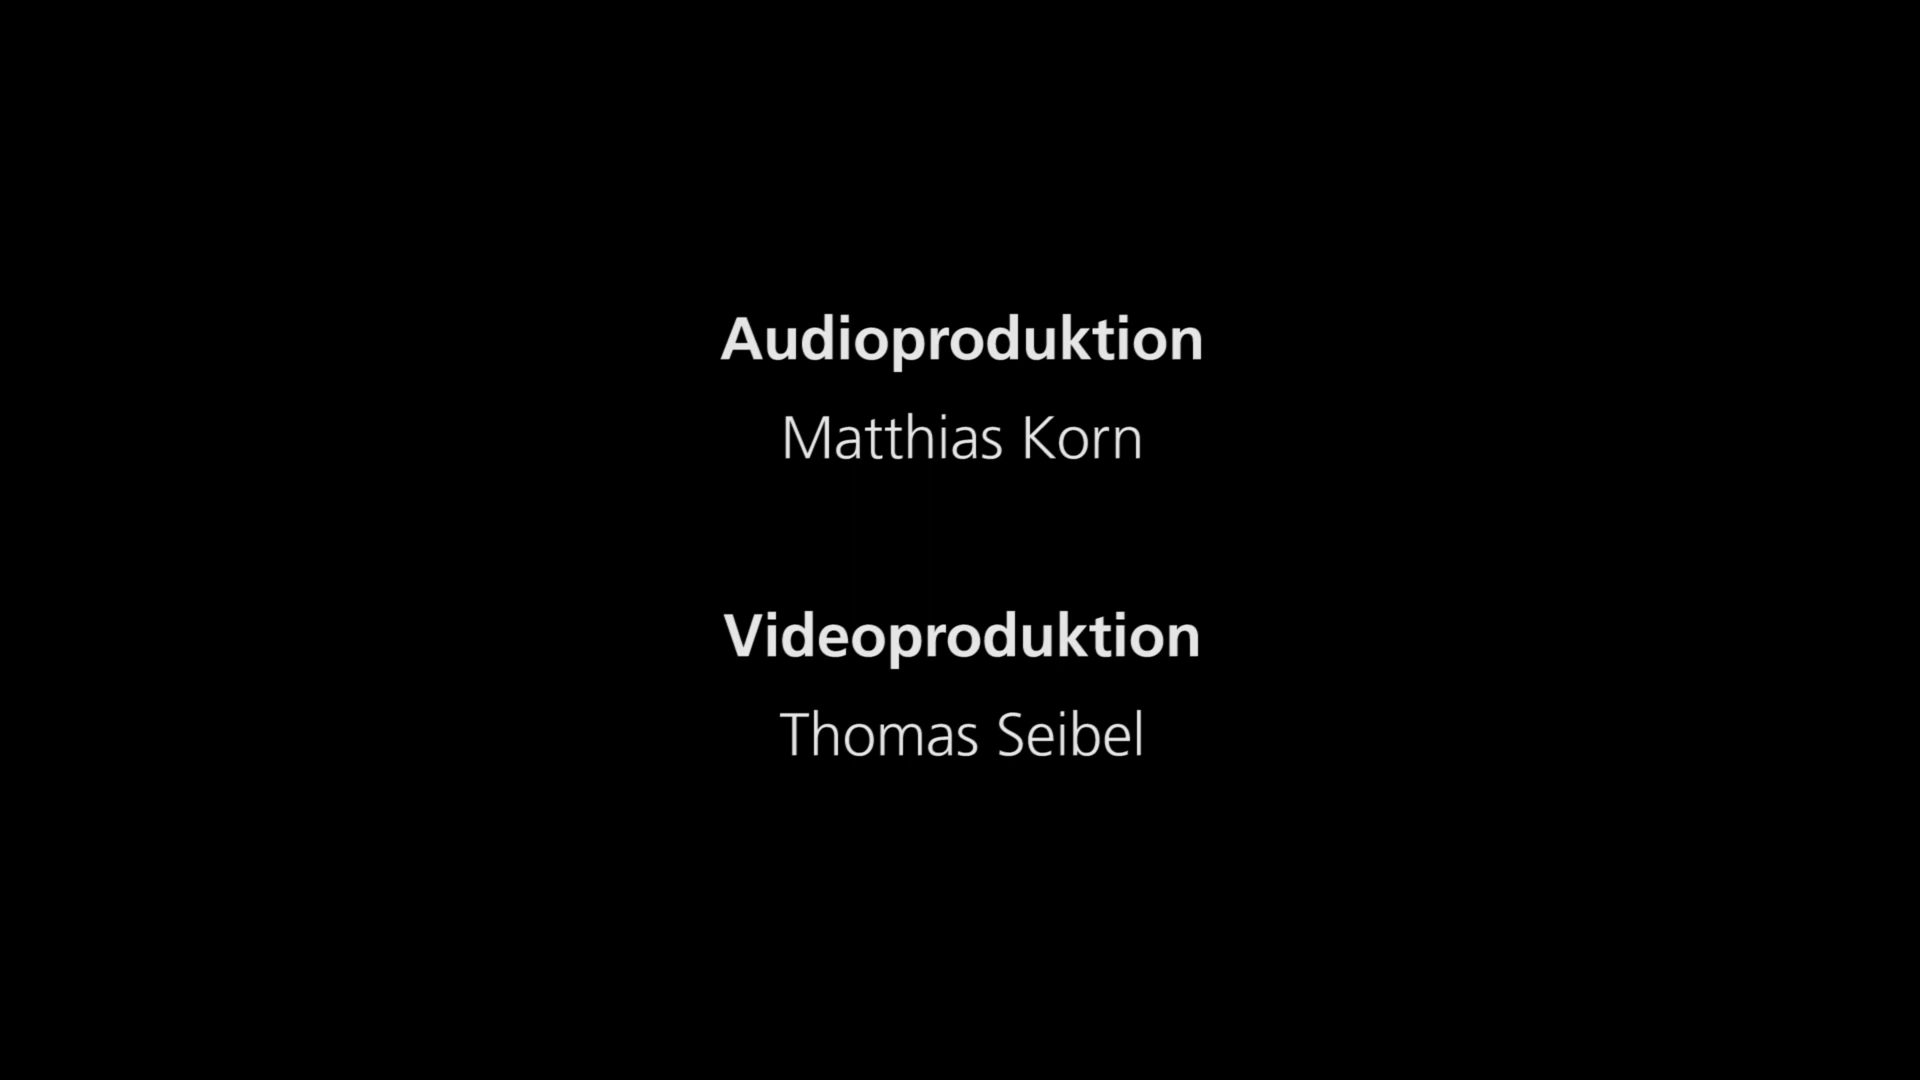 Audioproduktion
Matthias Korn
Videoproduktion
Thomas Seibel